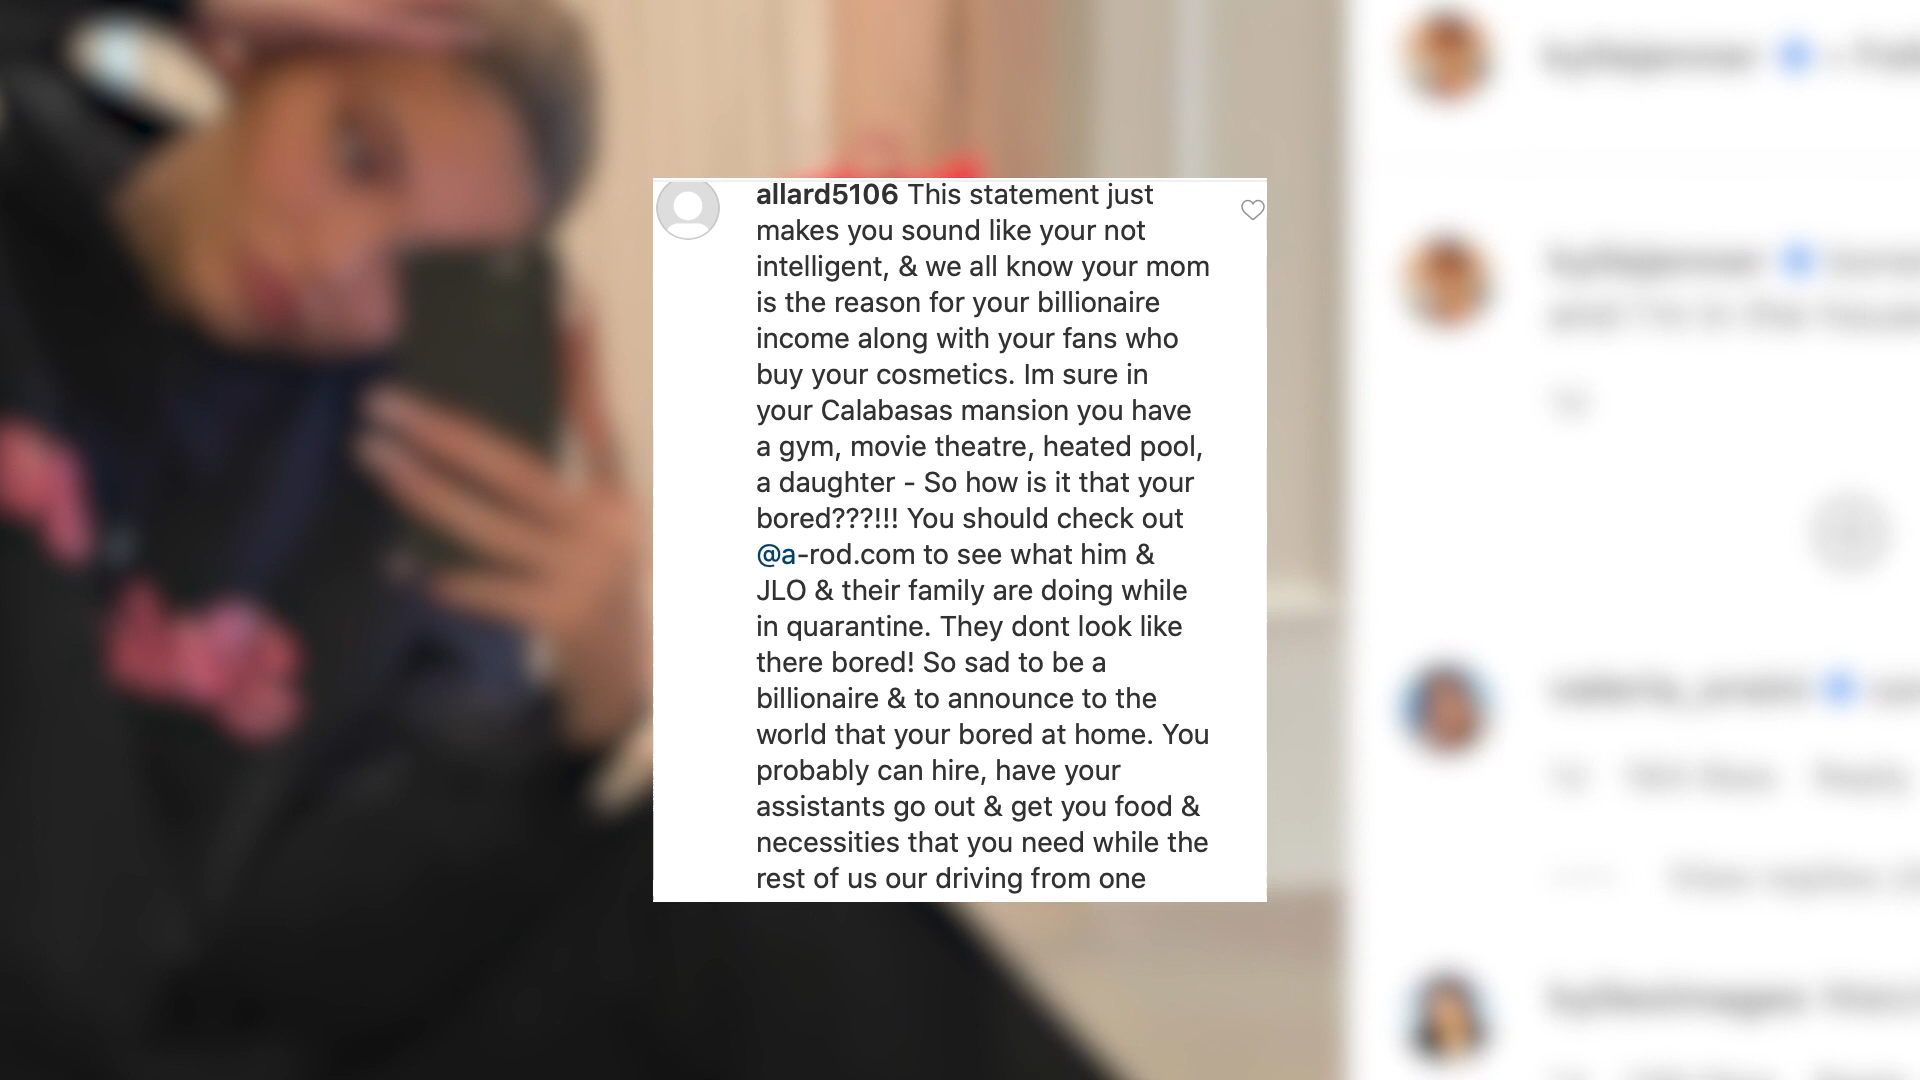 allard5106 This statement just
makes you sound like your not
intelligent, & we all know your mom
is the reason for your billionaire
income along with your fans who
buy your cosmetics. Im sure in
your Calabasas mansion you have
a gym, movie theatre, heated pool,
a daughter - So how is it that your
bored???!!! You should check out
@a-rod.com to see what him &
JLO & their family are doing while
in quarantine. They dont look like
there bored! So sad to be a
billionaire & to announce to the
world that your bored at home. You
probably can hire, have your
assistants go out & get you food &
necessities that you need while the
rest of us our driving from one